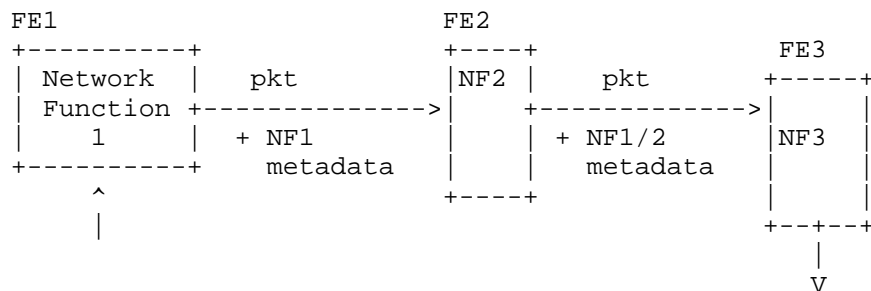 FE1 FE2
FE3
Network pkt NF2 pkt
Function
1 + NF1 + NF1/2 NF3
metadata metadata
V